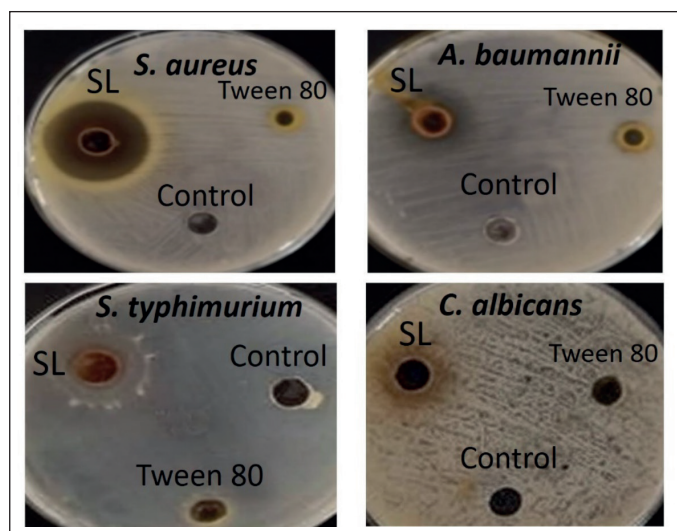 S. aureus
SL
Tween 80
Control
A. baumannii
SL
Tween 80
Control
S. typhimurium
SL
Control
Tween 80
C. albicans
SL
Tween 80
Control